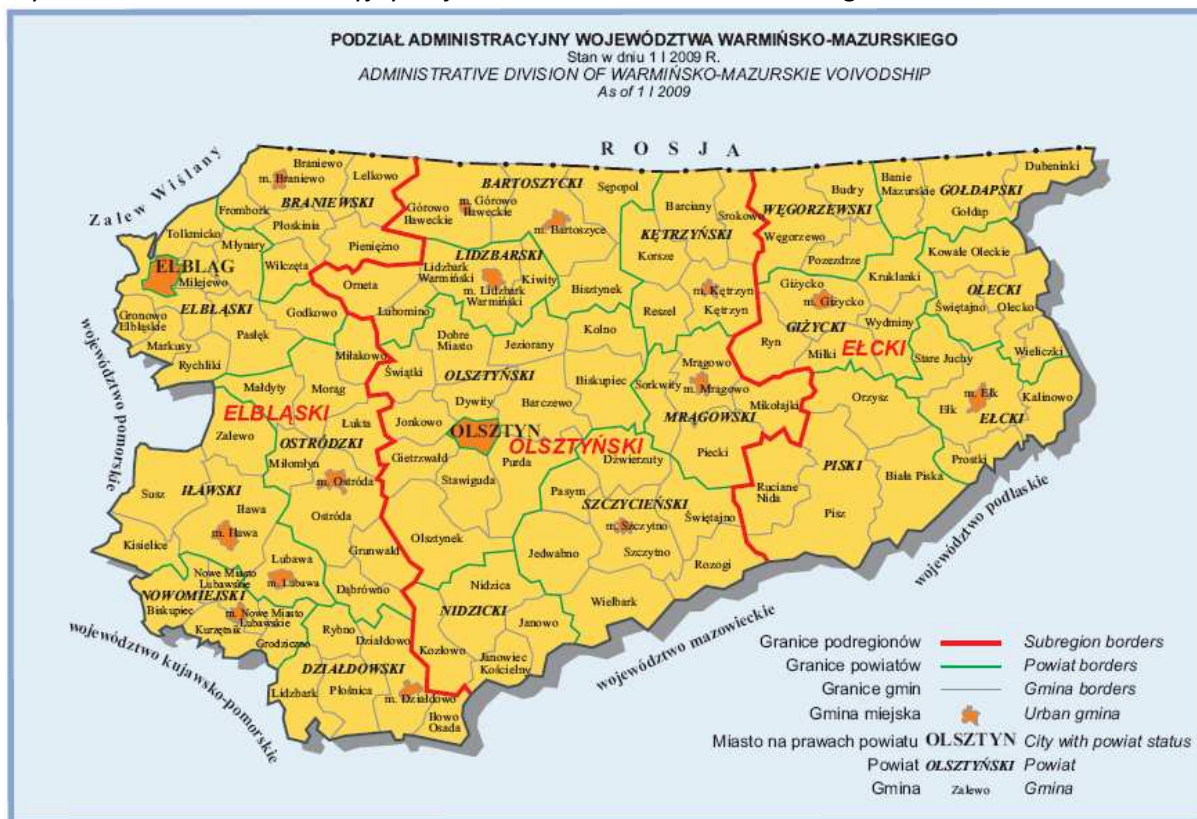 PODZIAŁ ADMINISTRACYJNY WOJEWÓDZTWA WARMIŃSKO-MAZURSKIEGO
Stan w dniu 1 I 2009 R.
ADMINISTRATIVE DIVISION OF WARMIŃSKO-MAZURSKIE VOIVODSHIP
As of 1 I 2009
R O S J A
Zalew Wiślany
województwo pomorskie
województwo kujawsko-pomorskie
województwo mazowieckie
województwo podlaskie
Braniewo
m. Braniewo
Lelkowo
BRANIEWSKI
Frombork
Płoskinia
Pieniężno
Wilczęta
Tolkmicko
Młynary
ELBLĄG
Milejewo
ELBLĄSKI
Godkowo
Gronowo
Elbląskie
Pasłęk
Markusy
Rychliki
BARTOSZYCKI
Sępopol
Górowo
Iławeckie
m. Górowo
Iławeckie
m. Bartoszyce
Bisztynek
LIDZBARSKI
Lidzbark
Warmiński
m. Lidzbark
Warmiński
Kiwity
Orneta
Lubomino
Barciany
Srokowo
KĘTRZYŃSKI
Korsze
m. Kętrzyn
Kętrzyn
Reszel
WĘGORZEWSKI
Budry
Węgorzewo
Pozezdrze
Banie
Mazurskie
Dubeninki
GOŁDAPSKI
Gołdap
Kowale Oleckie
OLECKI
Świętajno
Olecko
Wieliczki
Giżycko
m. Giżycko
Kruklanki
Wydminy
GIŻYCKI
Ryn
Miłki
EŁCKI
Stare Juchy
m. Ełk
Ełk
Kalinowo
EŁCKI
Prostki
Miłakowo
Małdyty
Morąg
ELBLĄSKI
Łukta
OSTRÓDZKI
Miłomłyn
m. Ostróda
Ostróda
Grunwald
Dąbrówno
Zalewo
Susz
IŁAWSKI
Iława
m. Iława
Kisielice
Lubawa
m. Lubawa
Nowe Miasto
Lubawskie
NOWOMIEJSKI
Biskupiec
m. Nowe Miasto
Lubawskie
Kurzętnik
Grodziczno
Rybno
Działdowo
DZIAŁDOWSKI
Lidzbark
Płośnica
m. Działdowo
Iłowo
Osada
Świątki
Dobre
Miasto
Jeziorany
Kolno
OLSZTYŃSKI
Biskupiec
Dywity
Barczewo
Jonkowo
OLSZTYN
OLSZTYŃSKI
Gietrzwałd
Purda
Stawiguda
Olsztynek
Sorkwity
Mrągowo
m. Mrągowo
Mikołajki
MRĄGOWSKI
Piecki
Dźwierzuty
Pasym
SZCZYCIEŃSKI
m. Szczytno
Świętajno
Szczytno
Jedwabno
Rozogi
Wielbark
Nidzica
NIDZICKI
Janowo
Kozłowo
Janowiec
Kościelny
Orzysz
PISKI
Biała Piska
Ruciane
Nida
Pisz
Granice podregionów Subregion borders
Granice powiatów Powiat borders
Granice gmin Gmina borders
Gmina miejska Urban gmina
Miasto na prawach powiatu OLSZTYN City with powiat status
Powiat OLSZTYŃSKI Powiat
Gmina Zalewo Gmina